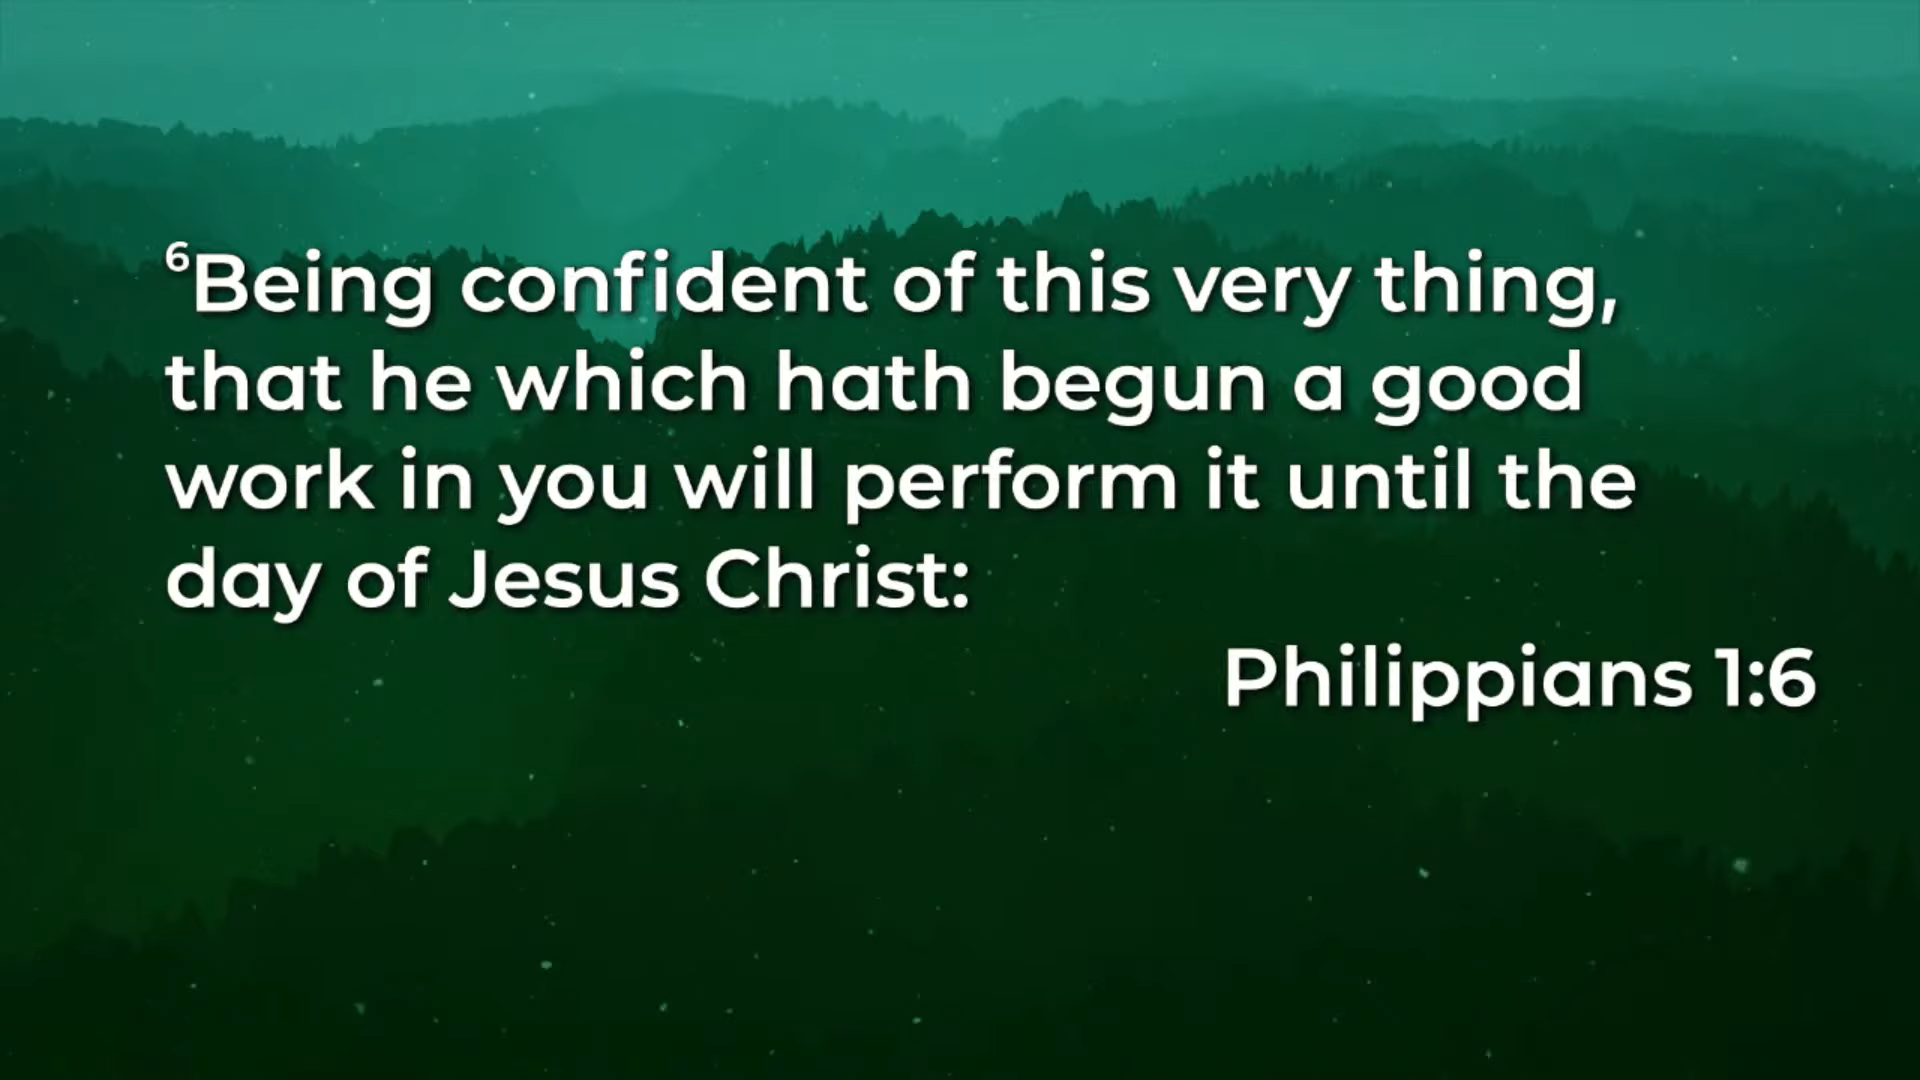 ⁶Being confident of this very thing,
that he which hath begun a good
work in you will perform it until the
day of Jesus Christ:
Philippians 1:6